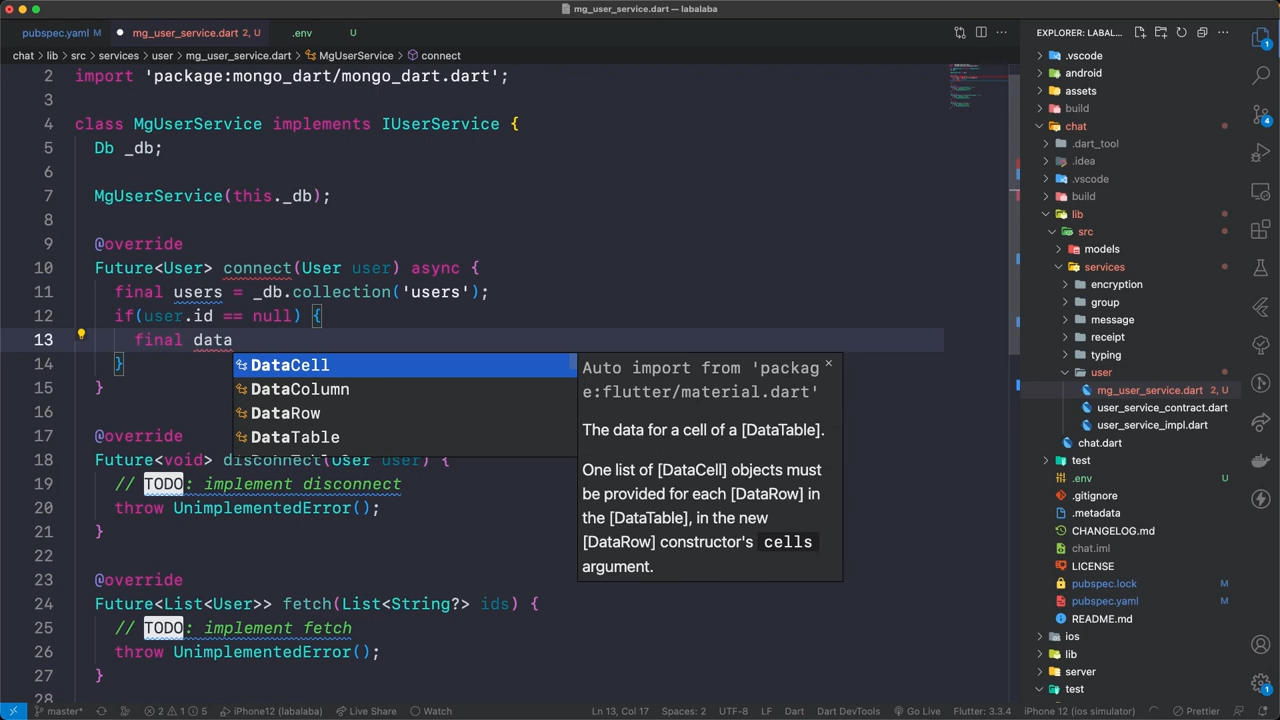 mg_user_service.dart — labalaba
pubspec.yaml M
mg_user_service.dart 2, U
.env U
EXPLORER: LABAL...
chat > lib > src > services > user > mg_user_service.dart > MgUserService > connect
2 import 'package:mongo_dart/mongo_dart.dart';
3
4 class MgUserService implements IUserService {
5 Db _db;
6
7 MgUserService(this._db);
8
9 @override
10 Future<User> connect(User user) async {
11 final users = _db.collection('users');
12 if(user.id == null) {
13 final data
14 }
15 }
16
17 @override
18 Future<void> disconnect(User user) {
19 // TODO: implement disconnect
20 throw UnimplementedError();
21 }
22
23 @override
24 Future<List<User>> fetch(List<String?> ids) {
25 // TODO: implement fetch
26 throw UnimplementedError();
27 }
28
DataCell
DataColumn
DataRow
DataTable
Auto import from 'packag
e:flutter/material.dart'
The data for a cell of a [DataTable].
One list of [DataCell] objects must
be provided for each [DataRow] in
the [DataTable], in the new
[DataRow] constructor's cells
argument.
.vscode
android
assets
build
chat
.dart_tool
.idea
.vscode
build
lib
src
models
services
encryption
group
message
receipt
typing
user
mg_user_service.dart 2, U
user_service_contract.dart
user_service_impl.dart
chat.dart
test
.env U
.gitignore
.metadata
CHANGELOG.md
chat.iml
LICENSE
pubspec.lock M
pubspec.yaml M
README.md
ios
lib
server
test
1
4
1
master* 2 1 5 iPhone12 (labalaba) Live Share Watch Ln 13, Col 17 Spaces: 2 UTF-8 LF Dart Dart DevTools Go Live Flutter: 3.3.4 iPhone 12 (ios simulator) Prettier